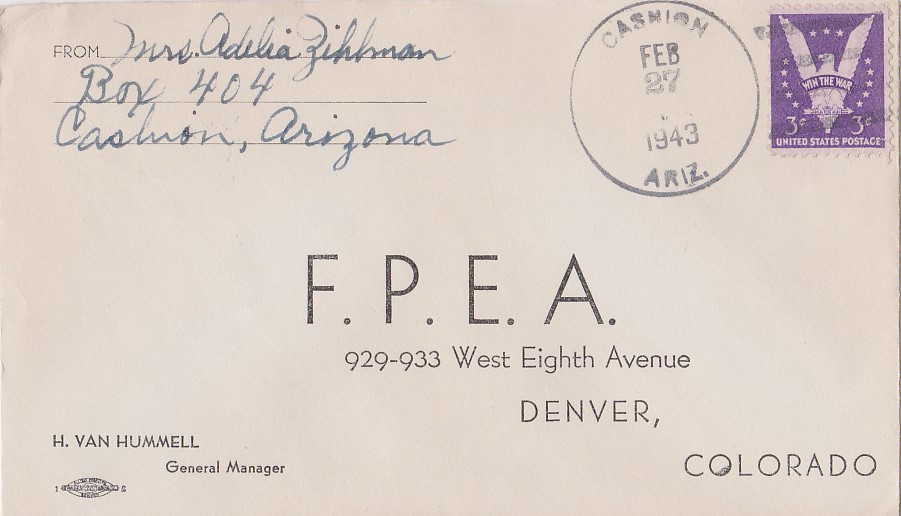 FROM Mrs. Adelia Zihlman
Box 404
Cashion, Arizona
CASHION
FEB
27
1943
ARIZ.
WIN THE WAR
3¢ 3¢
UNITED STATES POSTAGE
F. P. E. A.
929-933 West Eighth Avenue
DENVER,
COLORADO
H. VAN HUMMELL
General Manager